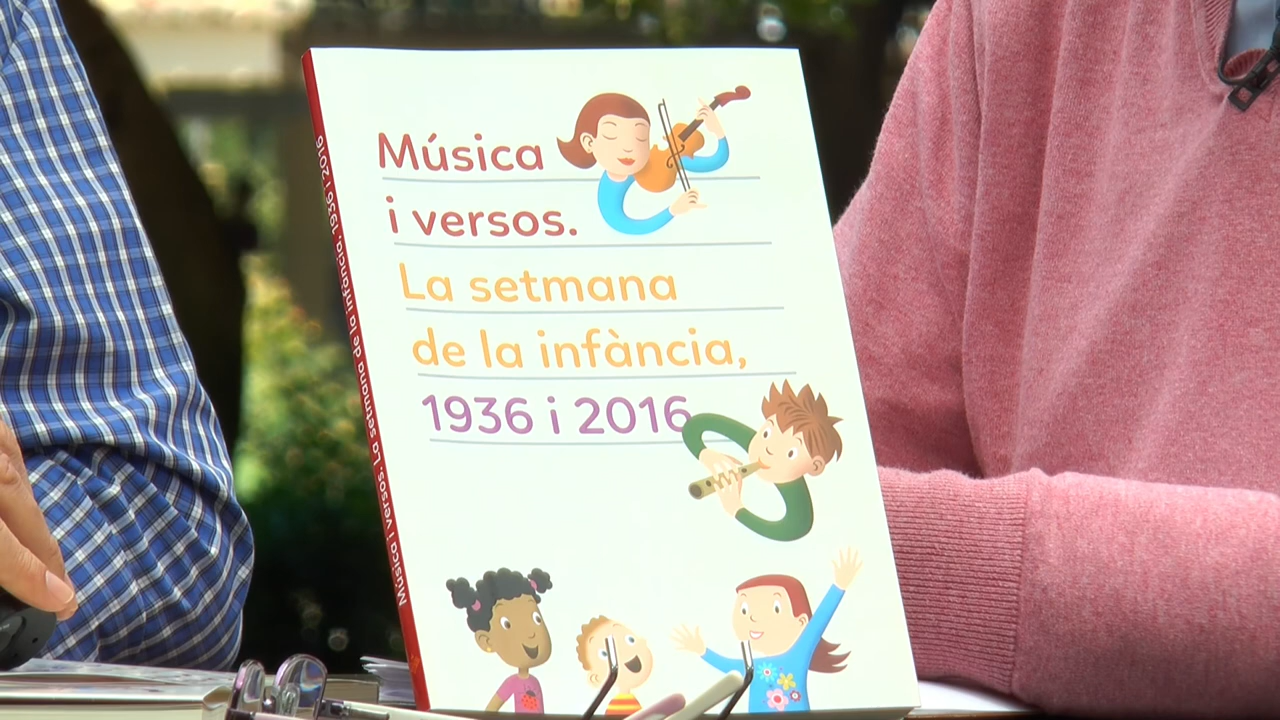 Música
i versos.
La setmana
de la infància,
1936 i 2016
Música i versos. La setmana de la infància, 1936 i 2016